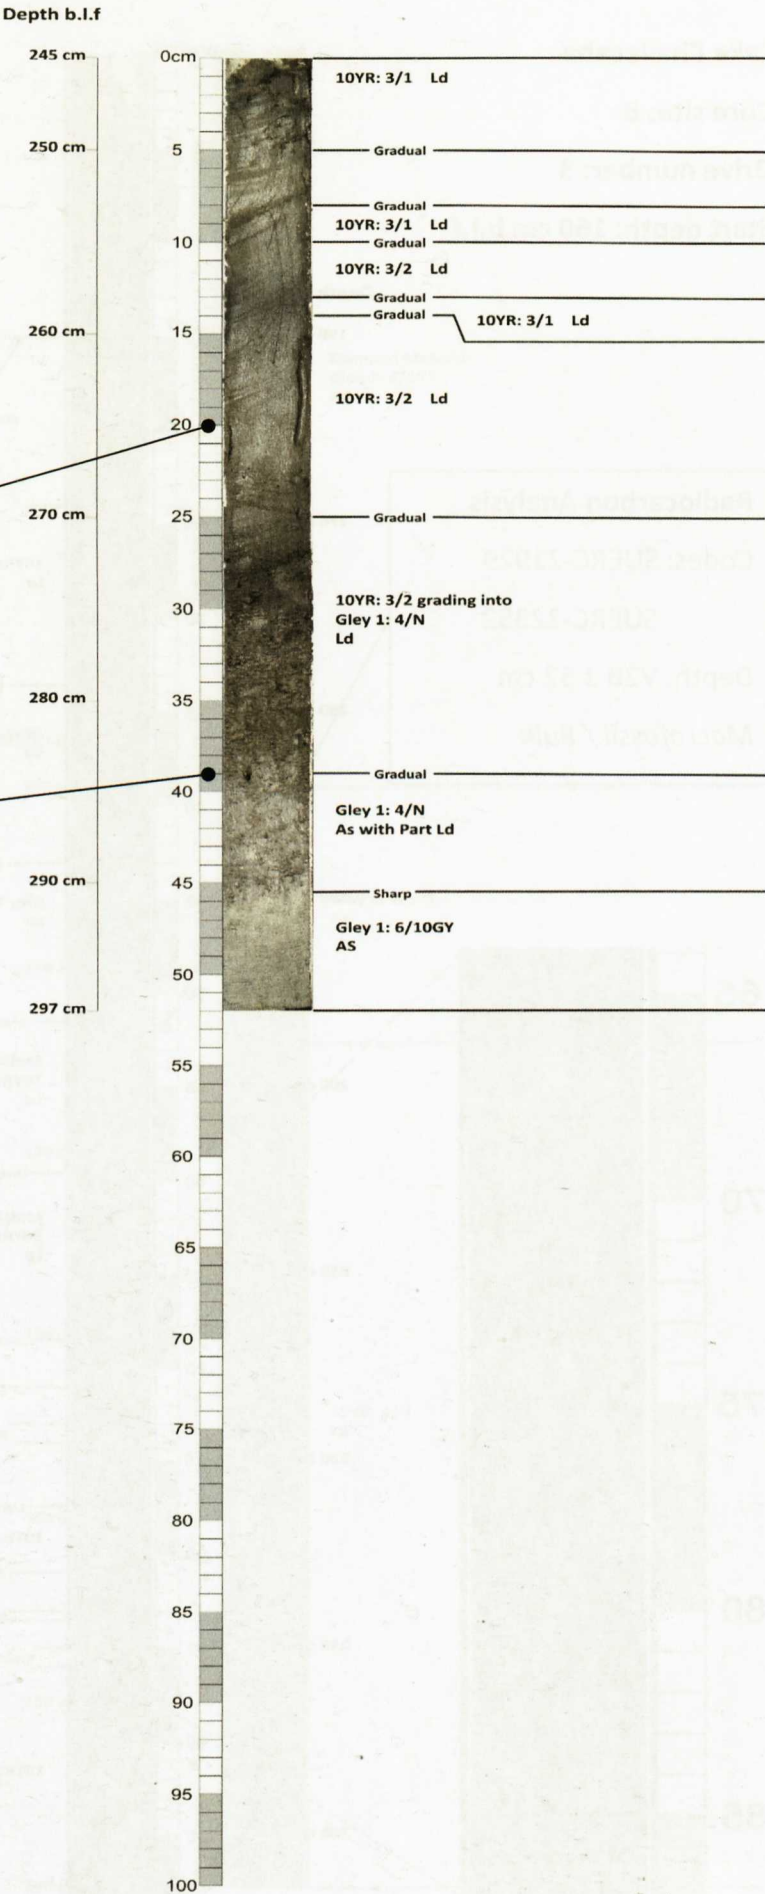 Depth b.l.f
245 cm
250 cm
260 cm
270 cm
280 cm
290 cm
297 cm
0cm
5
10
15
20
25
30
35
40
45
50
55
60
65
70
75
80
85
90
95
100
10YR: 3/1 Ld
Gradual
Gradual
10YR: 3/1 Ld
Gradual
10YR: 3/2 Ld
Gradual
Gradual
10YR: 3/1 Ld
10YR: 3/2 Ld
Gradual
10YR: 3/2 grading into
Gley 1: 4/N
Ld
Gradual
Gley 1: 4/N
As with Part Ld
Sharp
Gley 1: 6/10GY
AS